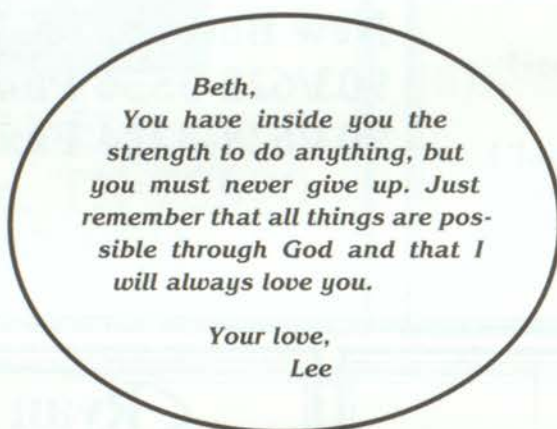 Beth,
You have inside you the
strength to do anything, but
you must never give up. Just
remember that all things are pos-
sible through God and that I
will always love you.
Your love,
Lee